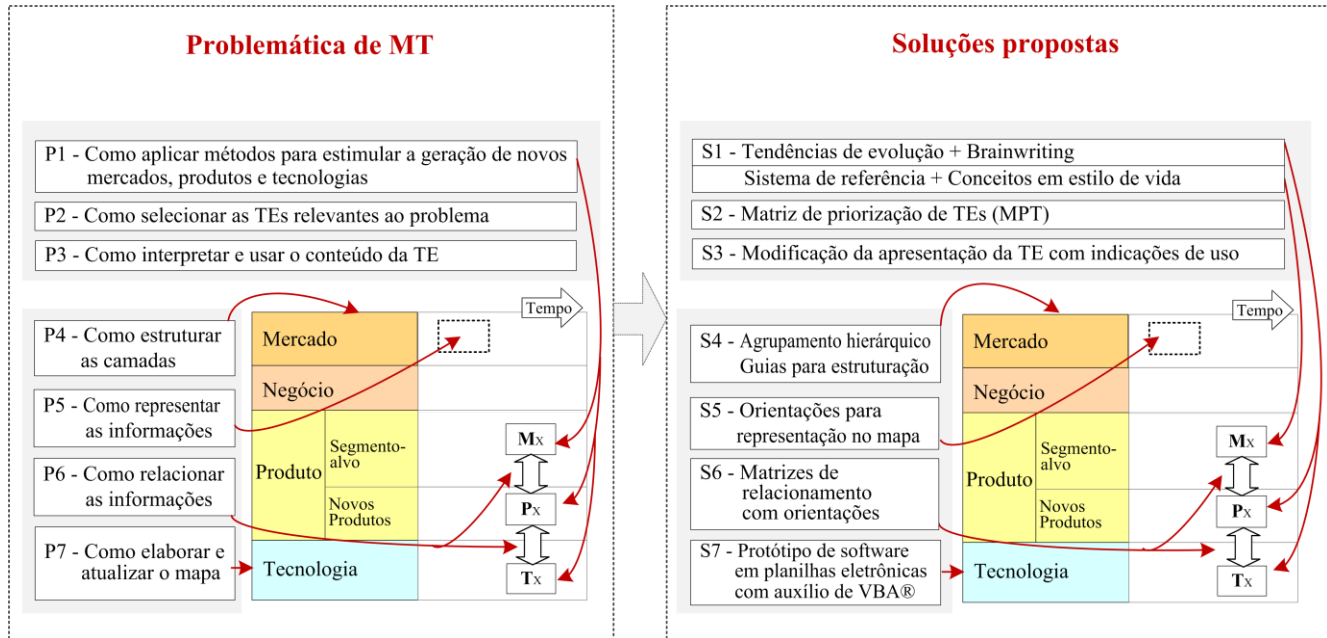 Problemática de MT
P1 - Como aplicar métodos para estimular a geração de novos
mercados, produtos e tecnologias
P2 - Como selecionar as TEs relevantes ao problema
P3 - Como interpretar e usar o conteúdo da TE
Tempo
P4 - Como estruturar
as camadas
P5 - Como representar
as informações
P6 - Como relacionar
as informações
P7 - Como elaborar e
atualizar o mapa
Mercado
Negócio
Produto
Segmento-
alvo
Novos
Produtos
Tecnologia
Mx
Px
Tx
Soluções propostas
S1 - Tendências de evolução + Brainwriting
Sistema de referência + Conceitos em estilo de vida
S2 - Matriz de priorização de TEs (MPT)
S3 - Modificação da apresentação da TE com indicações de uso
Tempo
S4 - Agrupamento hierárquico
Guias para estruturação
S5 - Orientações para
representação no mapa
S6 - Matrizes de
relacionamento
com orientações
S7 - Protótipo de software
em planilhas eletrônicas
com auxílio de VBA®
Mercado
Negócio
Produto
Segmento-
alvo
Novos
Produtos
Tecnologia
Mx
Px
Tx